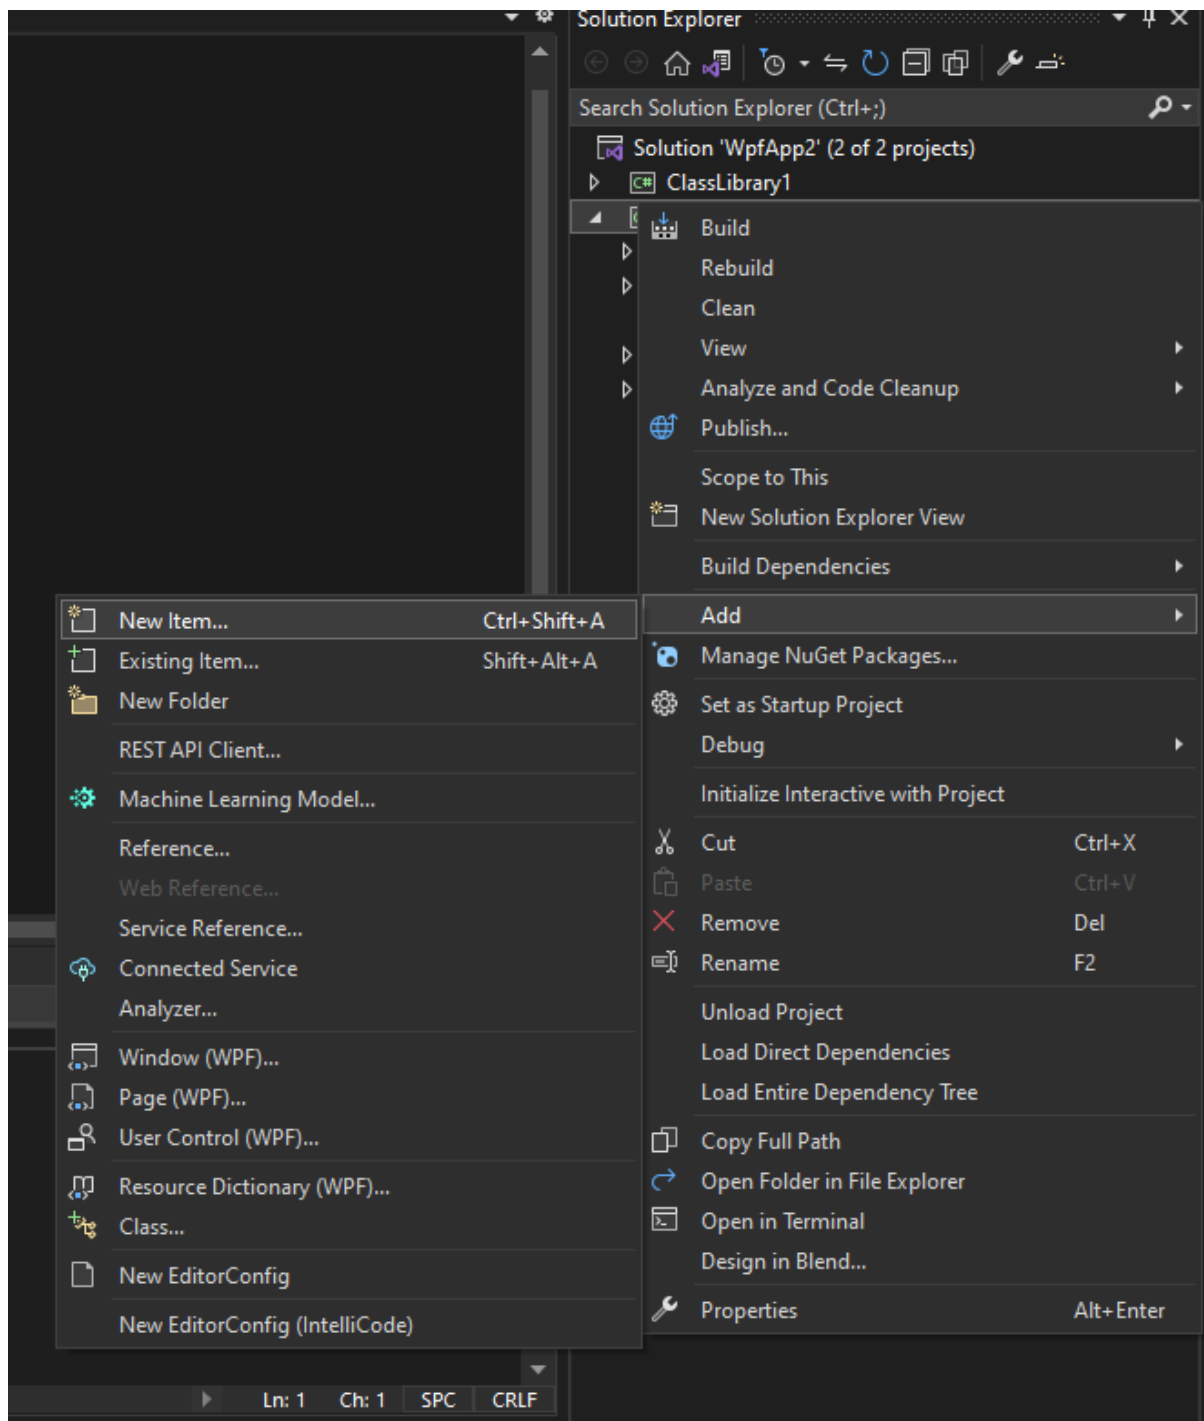 Solution Explorer
Search Solution Explorer (Ctrl+;)
Solution 'WpfApp2' (2 of 2 projects)
C# ClassLibrary1
Build
Rebuild
Clean
View
Analyze and Code Cleanup
Publish...
Scope to This
New Solution Explorer View
Build Dependencies
Add
Manage NuGet Packages...
Set as Startup Project
Debug
Initialize Interactive with Project
Cut Ctrl+X
Paste Ctrl+V
Remove Del
Rename F2
Unload Project
Load Direct Dependencies
Load Entire Dependency Tree
Copy Full Path
Open Folder in File Explorer
Open in Terminal
Design in Blend...
Properties Alt+Enter
New Item... Ctrl+Shift+A
Existing Item... Shift+Alt+A
New Folder
REST API Client...
Machine Learning Model...
Reference...
Web Reference...
Service Reference...
Connected Service
Analyzer...
Window (WPF)...
Page (WPF)...
User Control (WPF)...
Resource Dictionary (WPF)...
Class...
New EditorConfig
New EditorConfig (IntelliCode)
Ln: 1 Ch: 1 SPC CRLF